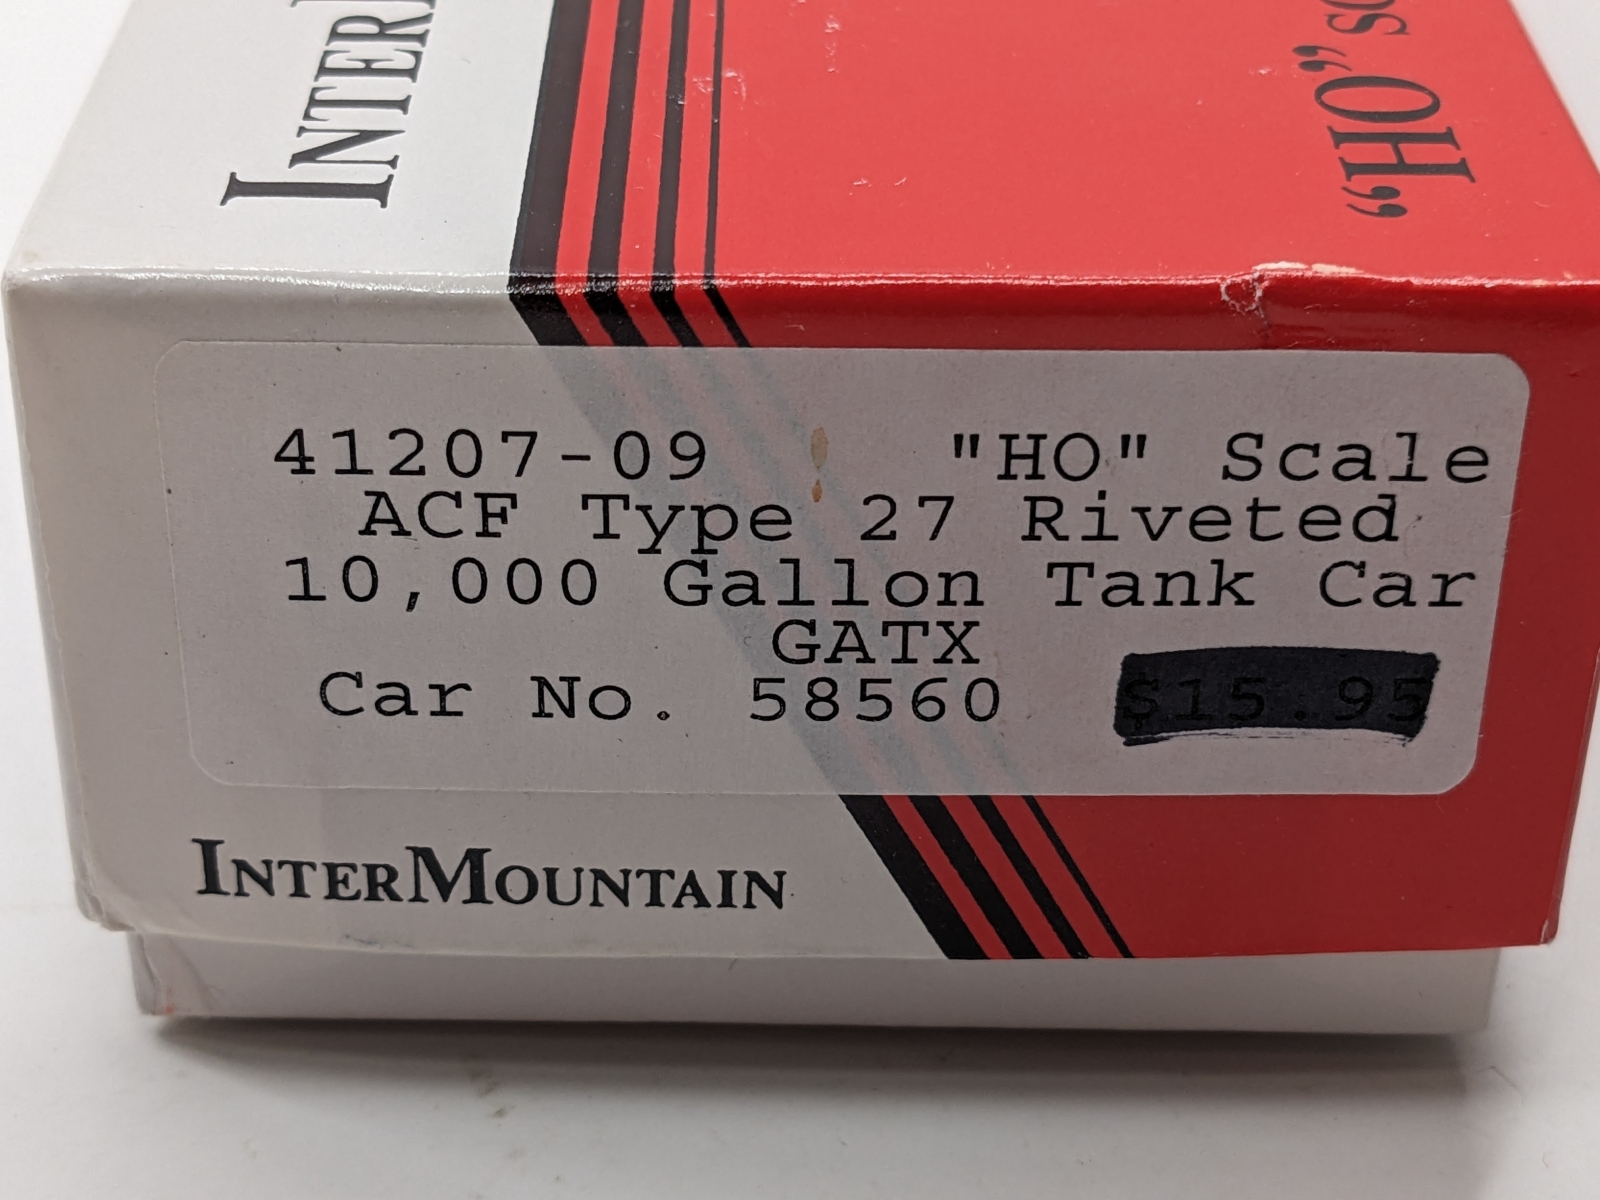 INTER
"HO" SC
41207-09 "HO" Scale
ACF Type 27 Riveted
10,000 Gallon Tank Car
GATX
Car No. 58560 $15.95
INTERMOUNTAIN